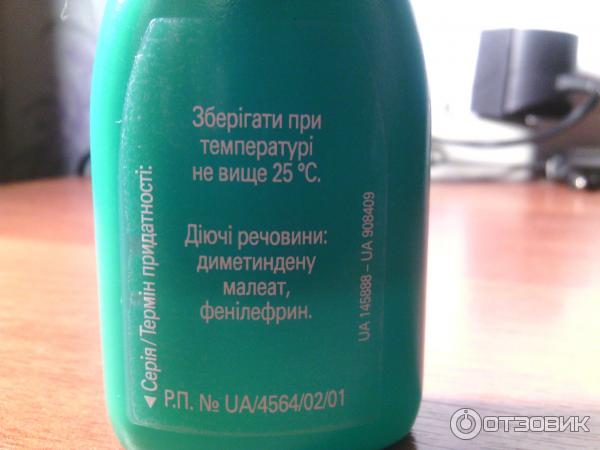 Зберігати при
температурі
не вище 25 °C.
Діючі речовини:
диметиндену
малеат,
фенілефрин.
◄ Серія/Термін придатності:
UA 145888 – UA 908409
Р.П. № UA/4564/02/01
ОТЗОВИК